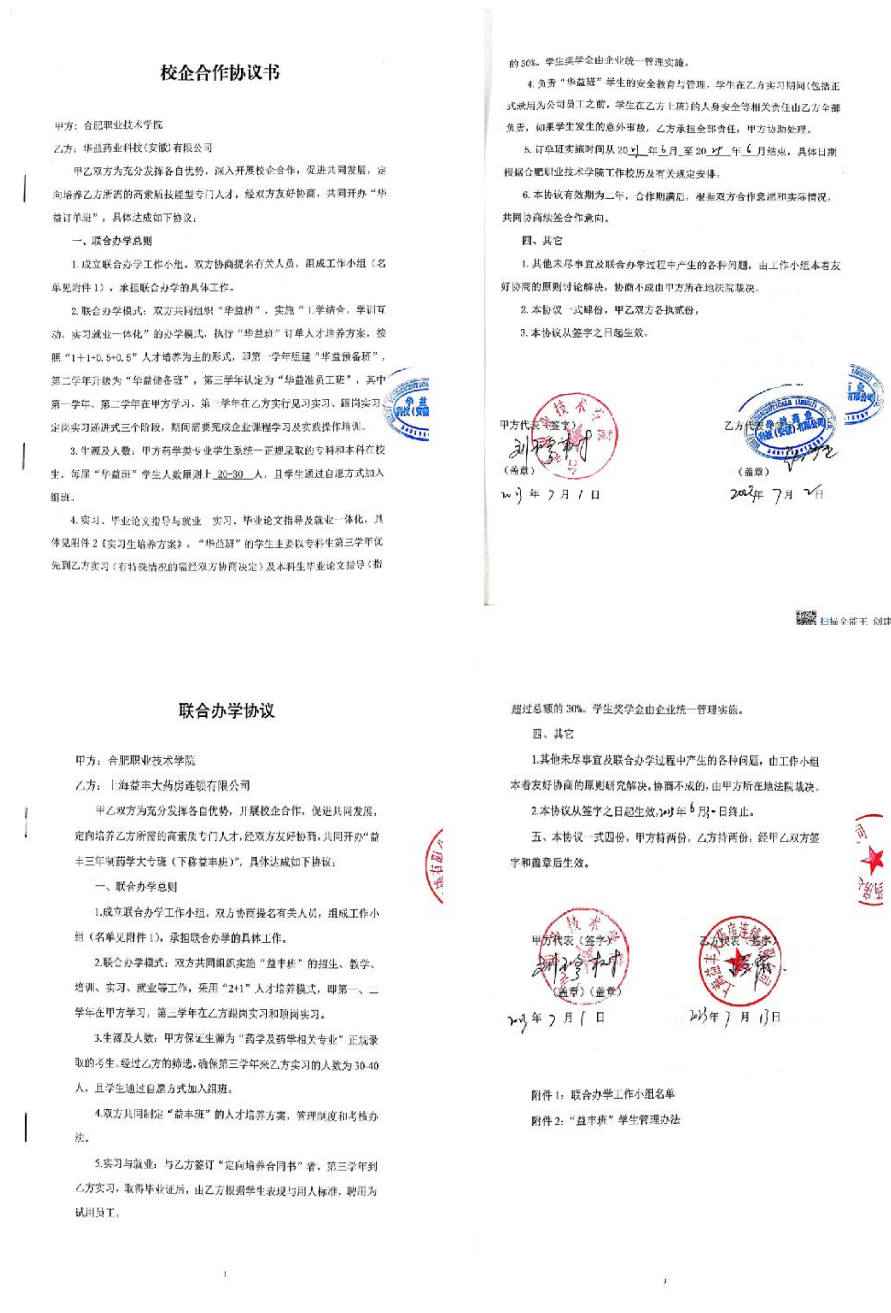 校企合作协议书
甲方：合肥职业技术学院
乙方：华益药业科技(安徽)有限公司
甲乙双方为充分发挥各自优势，深入开展校企合作，促进共同发展，定
向培养乙方所需的高素质技能型专门人才，经双方友好协商，共同开办“华
益订单班”，具体达成如下协议：
一、联合办学总则
1.成立联合办学工作小组。双方协商提名有关人员，组成工作小组（名
单见附件1），承担联合办学的具体工作。
2.联合办学模式：双方共同组织“华益班”，实施“工学结合、学训互
动、实习就业一体化”的办学模式，执行“华益班”订单人才培养方案，按
照“1+1+0.5+0.5”人才培养为主的形式，即第一学年组建“华益预备班”，
第二学年升级为“华益储备班”，第三学年认定为“华益准员工班”，其中
第一学年、第二学年在甲方学习，第三学年在乙方实行见习实习、跟岗实习、
定岗实习递进式三个阶段，期间需要完成企业课程学习及实践操作培训。
3.生源及人数：甲方药学类专业学生系统一正规录取的专科和本科在校
生，每届“华益班”学生人数原则上 20-30 人，且学生通过自愿方式加入
组班。
4.实习、毕业论文指导与就业 实习、毕业论文指导及就业一体化，具
体见附件2《实习生培养方案》。“华益班”的学生主要以专科生第三学年优
先到乙方实习（有特殊情况的需经双方协商决定）及本科生毕业论文指导（指
的30%。学生奖学金由企业统一管理实施。
4.负责“华益班”学生的安全教育与管理，学生在乙方实习期间(包括正
式录用为公司员工之前，学生在乙方上班)的人身安全等相关责任由乙方全部
负责，如果学生发生的意外事故，乙方承担全部责任，甲方协助处理。
5.订单班实施时间从20 年6月至20 年6月结束，具体日期
根据合肥职业技术学院工作校历及有关规定安排。
6.本协议有效期为二年，合作期满后，根据双方合作意愿和实际情况，
共同协商续签合作意向。
四、其它
1.其他未尽事宜及联合办学过程中产生的各种问题，由工作小组本着友
好协商的原则讨论解决，协商不成由甲方所在地法院裁决。
2.本协议一式肆份，甲乙双方各执贰份。
3.本协议从签字之日起生效。
甲方代表（签字） 乙方代表（签字）
（盖章） （盖章）
2023年7月1日 2023年7月 日
扫描全能王 创建
联合办学协议
甲方：合肥职业技术学院
乙方：上海益丰大药房连锁有限公司
甲乙双方为充分发挥各自优势，开展校企合作，促进共同发展，
定向培养乙方所需的高素质专门人才，经双方友好协商，共同开办“益
丰三年制药学大专班（下称益丰班）”，具体达成如下协议：
一、联合办学总则
1.成立联合办学工作小组。双方协商提名有关人员，组成工作小
组（名单见附件1），承担联合办学的具体工作。
2.联合办学模式：双方共同组织实施“益丰班”的招生、教学、
培训、实习、就业等工作，采用“2+1”人才培养模式，即第一、二
学年在甲方学习，第三学年在乙方跟岗实习和顶岗实习。
3.生源及人数：甲方保证生源为“药学及药学相关专业”正规录
取的考生。经过乙方的筛选，确保第三学年来乙方实习的人数为30-40
人，且学生通过自愿方式加入组班。
4.双方共同制定“益丰班”的人才培养方案，管理制度和考核办
法。
5.实习与就业：与乙方签订“定向培养合同书”者，第三学年到
乙方实习，取得毕业证后，由乙方根据学生表现与用人标准，聘用为
试用员工。
1
超过总额的30%。学生奖学金由企业统一管理实施。
四、其它
1.其他未尽事宜及联合办学过程中产生的各种问题，由工作小组
本着友好协商的原则研究解决，协商不成的，由甲方所在地法院裁决。
2.本协议从签字之日起生效， 年6月30日终止。
五、本协议一式四份，甲方持两份，乙方持两份，经甲乙双方签
字和盖章后生效。
甲方代表（签字） 乙方代表（签字）
（盖章）（盖章）
2023年7月1日 2023年7月13日
附件1：联合办学工作小组名单
附件2：“益丰班”学生管理办法
3